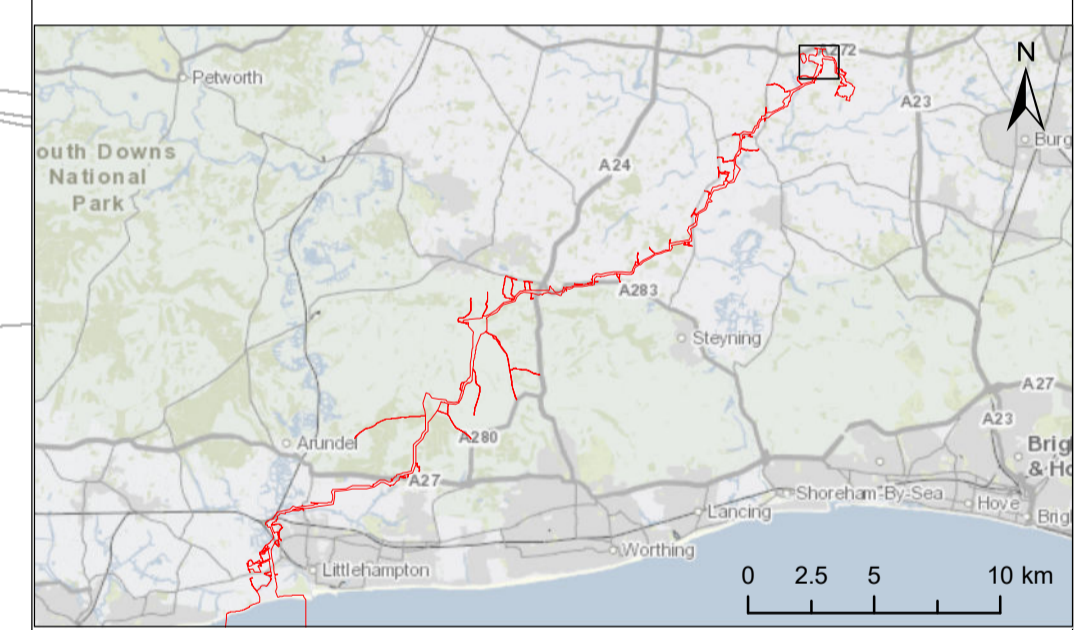 N
A272
Petworth
A23
Burg
outh Downs
National
Park
A24
A283
Steyning
A27
A23
Arundel
A280
Brig
& Ho
A27
Shoreham-By-Sea
Hove
Brig
Lancing
Worthing
Littlehampton
0 2.5 5 10 km